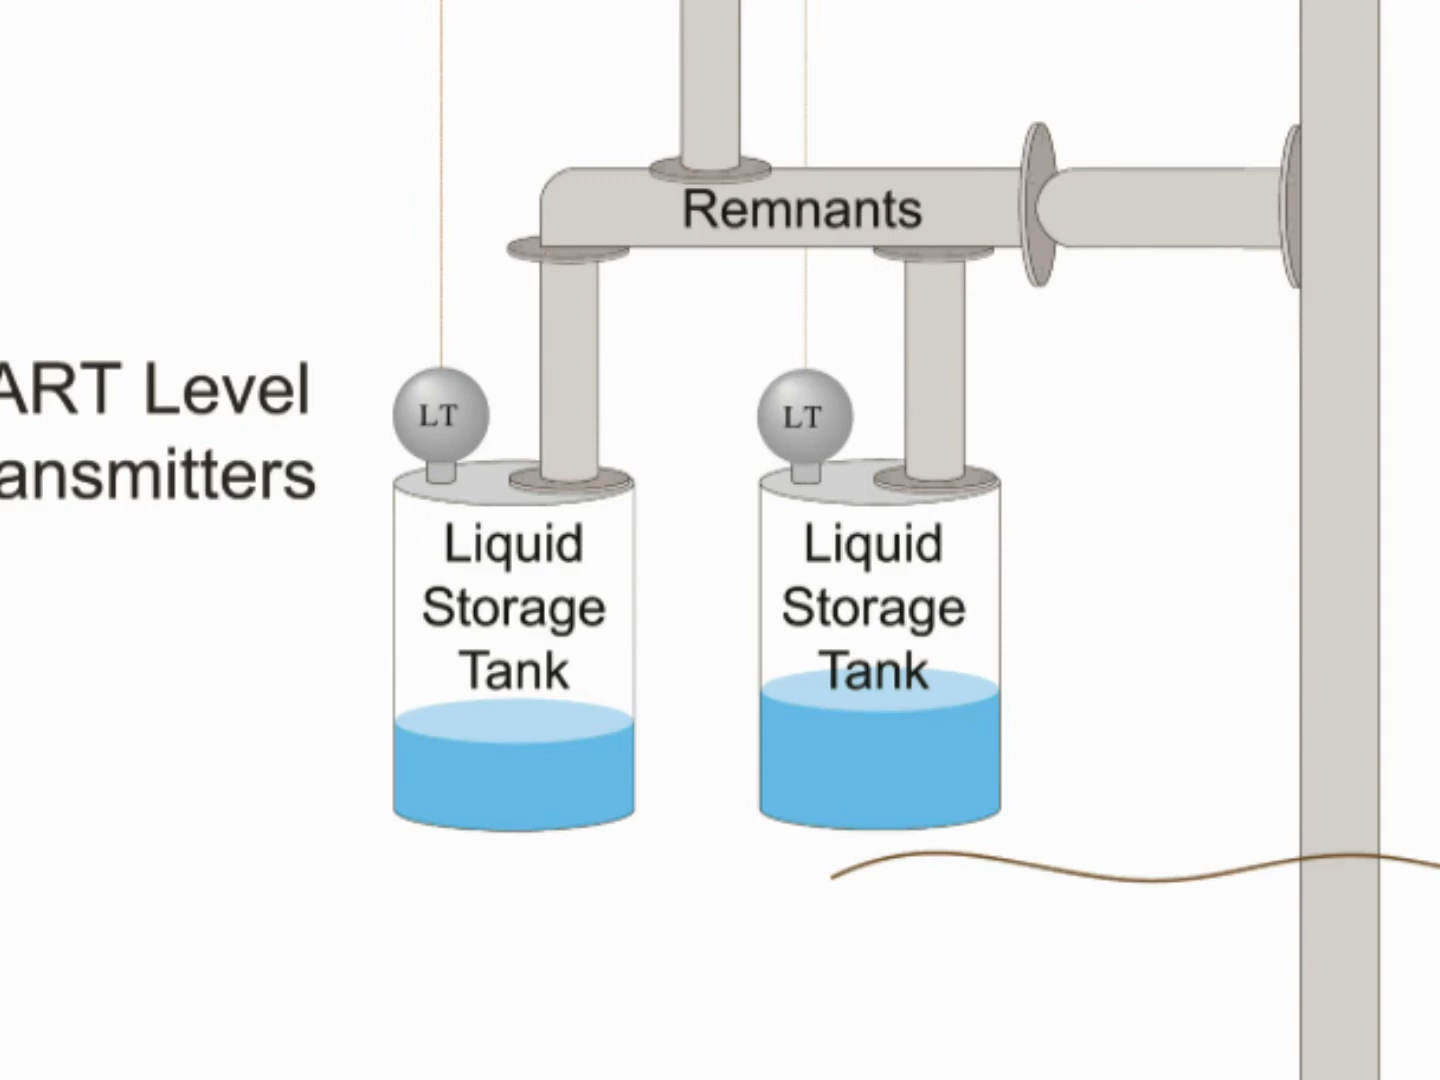 Remnants
ART Level
ansmitters
LT
LT
Liquid
Storage
Tank
Liquid
Storage
Tank